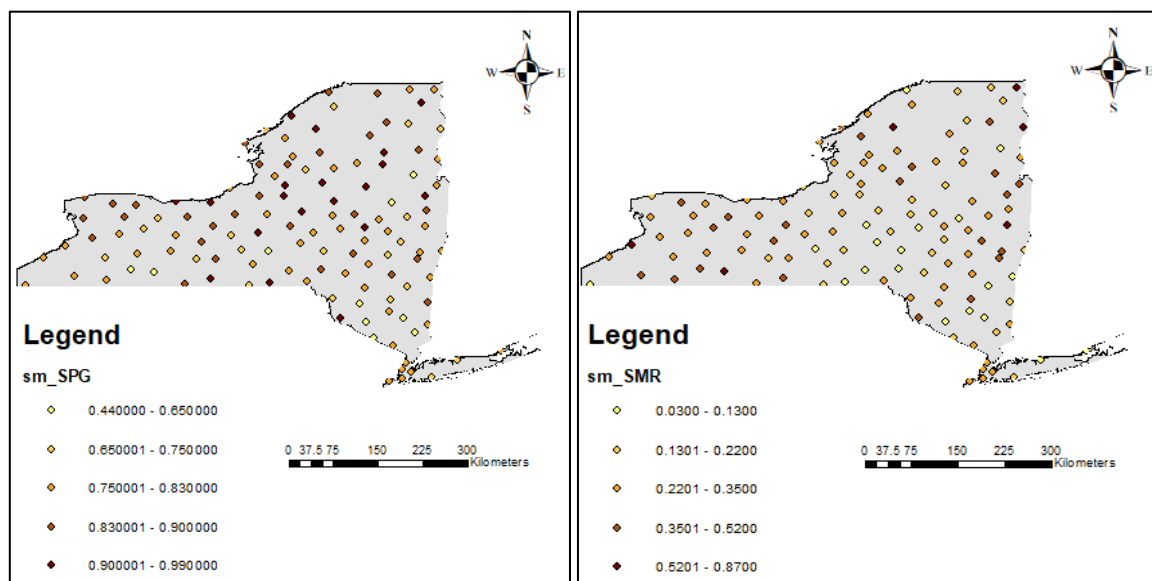 N
W E
S
Legend
sm_SPG
0.440000 - 0.650000
0.650001 - 0.750000
0.750001 - 0.830000
0.830001 - 0.900000
0.900001 - 0.990000
0 37.5 75 150 225 300
Kilometers
N
W E
S
Legend
sm_SMR
0.0300 - 0.1300
0.1301 - 0.2200
0.2201 - 0.3500
0.3501 - 0.5200
0.5201 - 0.8700
0 37.5 75 150 225 300
Kilometers